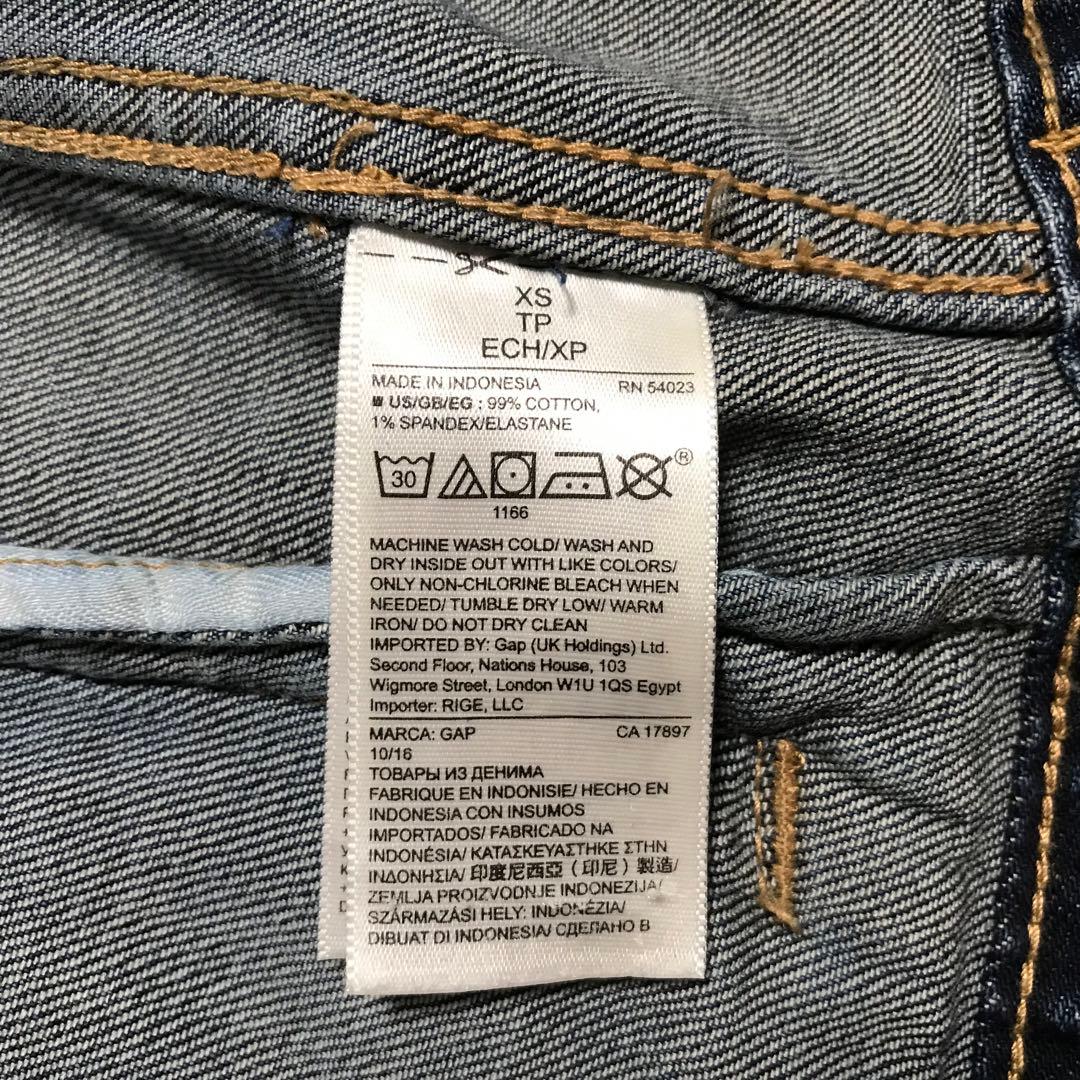 XS
TP
ECH/XP
MADE IN INDONESIA RN 54023
US/GB/EG : 99% COTTON,
1% SPANDEX/ELASTANE
30 ®
1166
MACHINE WASH COLD/ WASH AND
DRY INSIDE OUT WITH LIKE COLORS/
ONLY NON-CHLORINE BLEACH WHEN
NEEDED/ TUMBLE DRY LOW/ WARM
IRON/ DO NOT DRY CLEAN
IMPORTED BY: Gap (UK Holdings) Ltd.
Second Floor, Nations House, 103
Wigmore Street, London W1U 1QS Egypt
Importer: RIGE, LLC
MARCA: GAP CA 17897
10/16
ТОВАРЫ ИЗ ДЕНИМА
FABRIQUE EN INDONISIE/ HECHO EN
INDONESIA CON INSUMOS
IMPORTADOS/ FABRICADO NA
INDONÉSIA/ ΚΑΤΑΣΚΕΥΑΣΤΗΚΕ ΣΤΗΝ
ΙΝΔΟΝΗΣΙΑ/ 印度尼西亞（印尼）製造/
ZEMLJA PROIZVODNJE INDONEZIJA/
SZÁRMAZÁSI HELY: INDONÉZIA/
DIBUAT DI INDONESIA/ СДЕЛАНО В